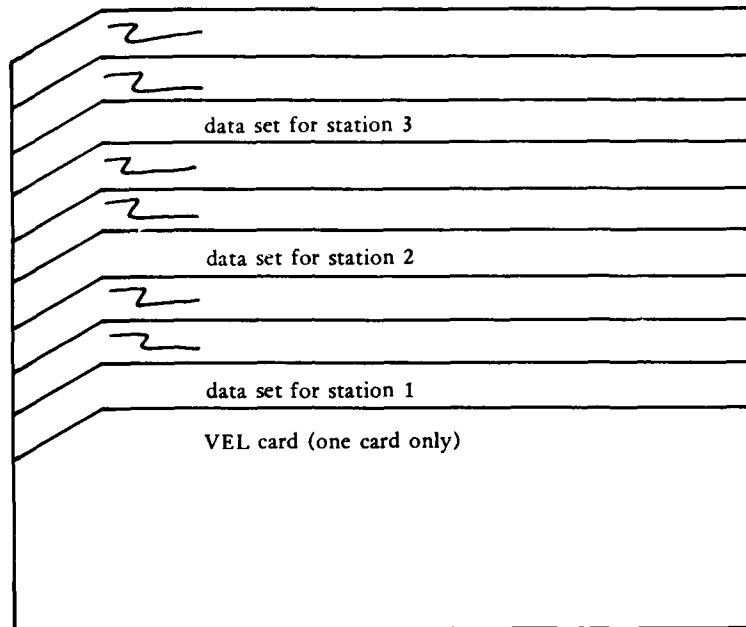 data set for station 3
data set for station 2
data set for station 1
VEL card (one card only)